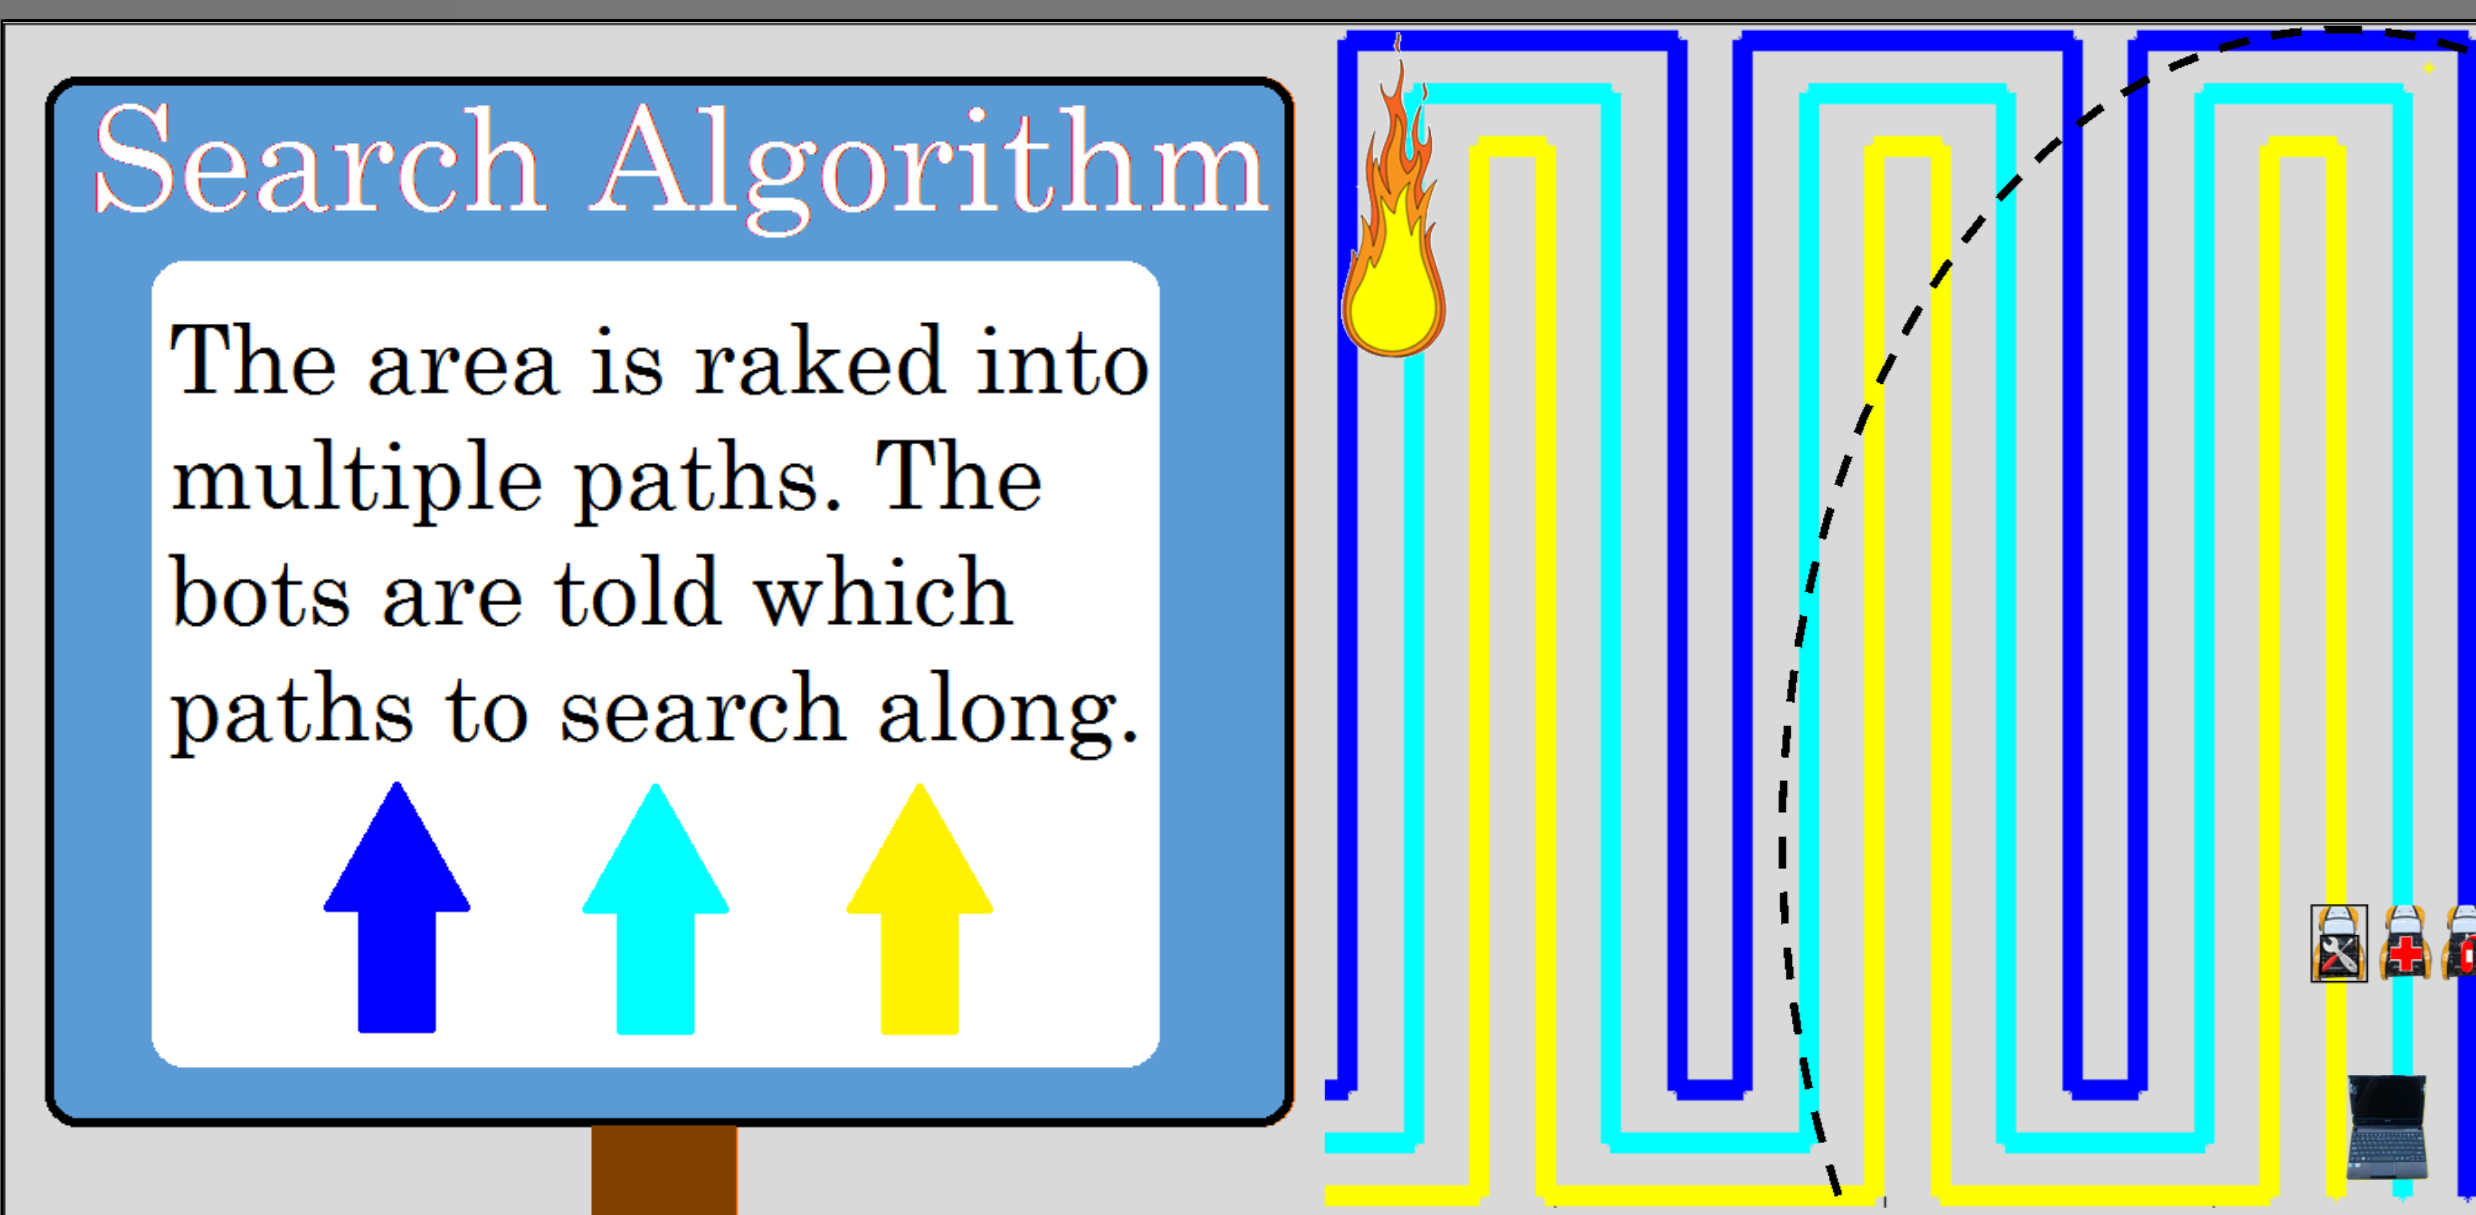 Search Algorithm
The area is raked into
multiple paths. The
bots are told which
paths to search along.